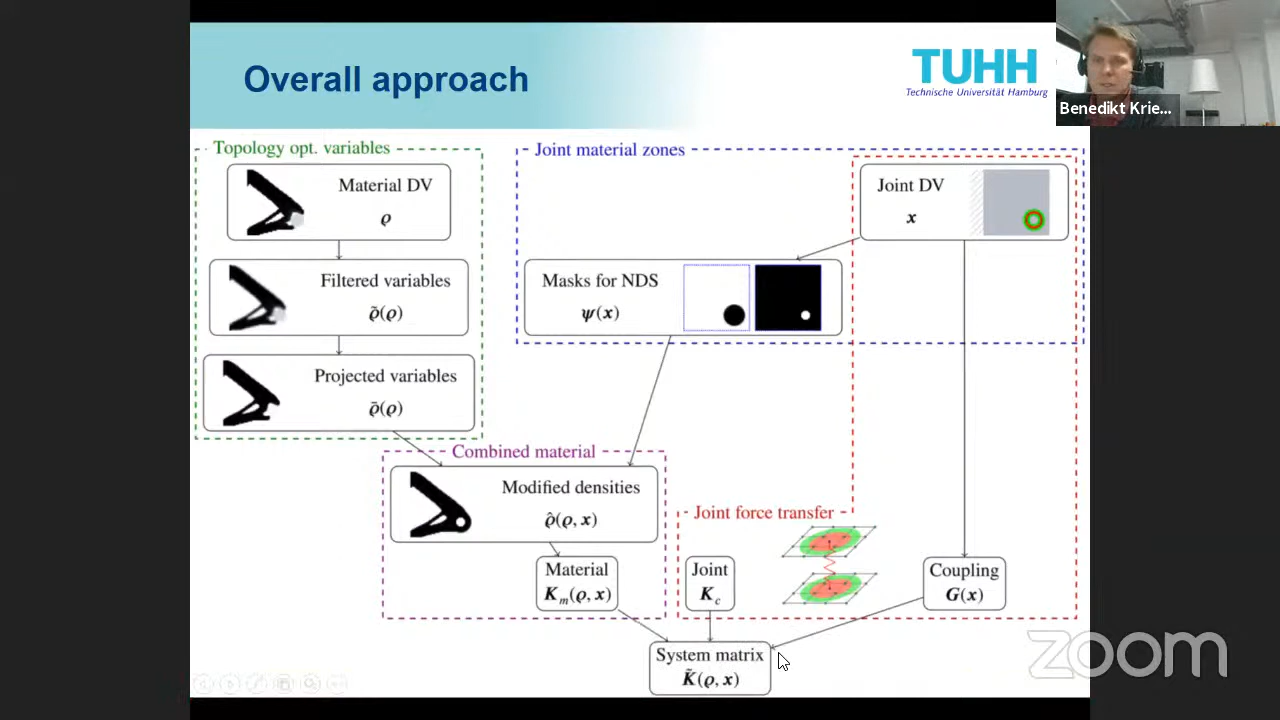 Overall approach
TUHH
Technische Universität Hamburg
Benedikt Krie...
Topology opt. variables
Material DV
ϱ
Filtered variables
ϱ̃(ϱ)
Projected variables
ϱ̄(ϱ)
Joint material zones
Joint DV
x
Masks for NDS
ψ(x)
Combined material
Modified densities
ϱ̂(ϱ, x)
Material
K_m(ϱ, x)
Joint force transfer
Joint
K_c
Coupling
G(x)
System matrix
K̃(ϱ, x)
zoom